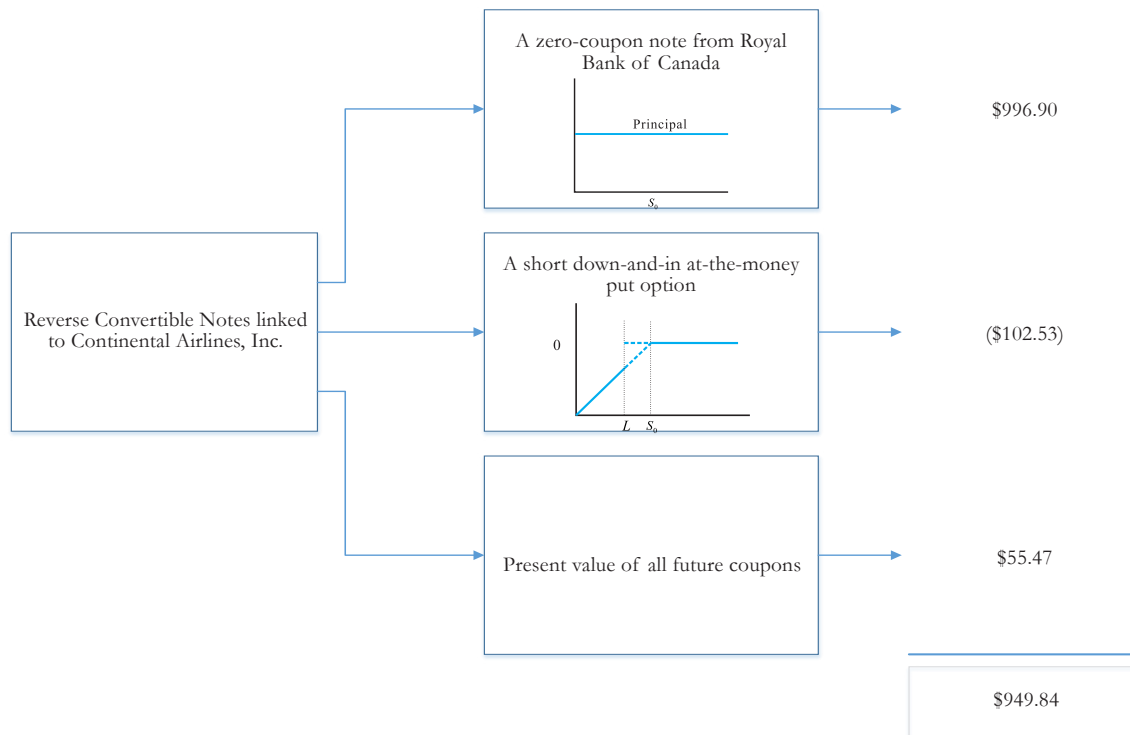 A zero-coupon note from Royal
Bank of Canada
Principal
S₀
$996.90
Reverse Convertible Notes linked
to Continental Airlines, Inc.
A short down-and-in at-the-money
put option
0
L S₀
($102.53)
Present value of all future coupons
$55.47
$949.84